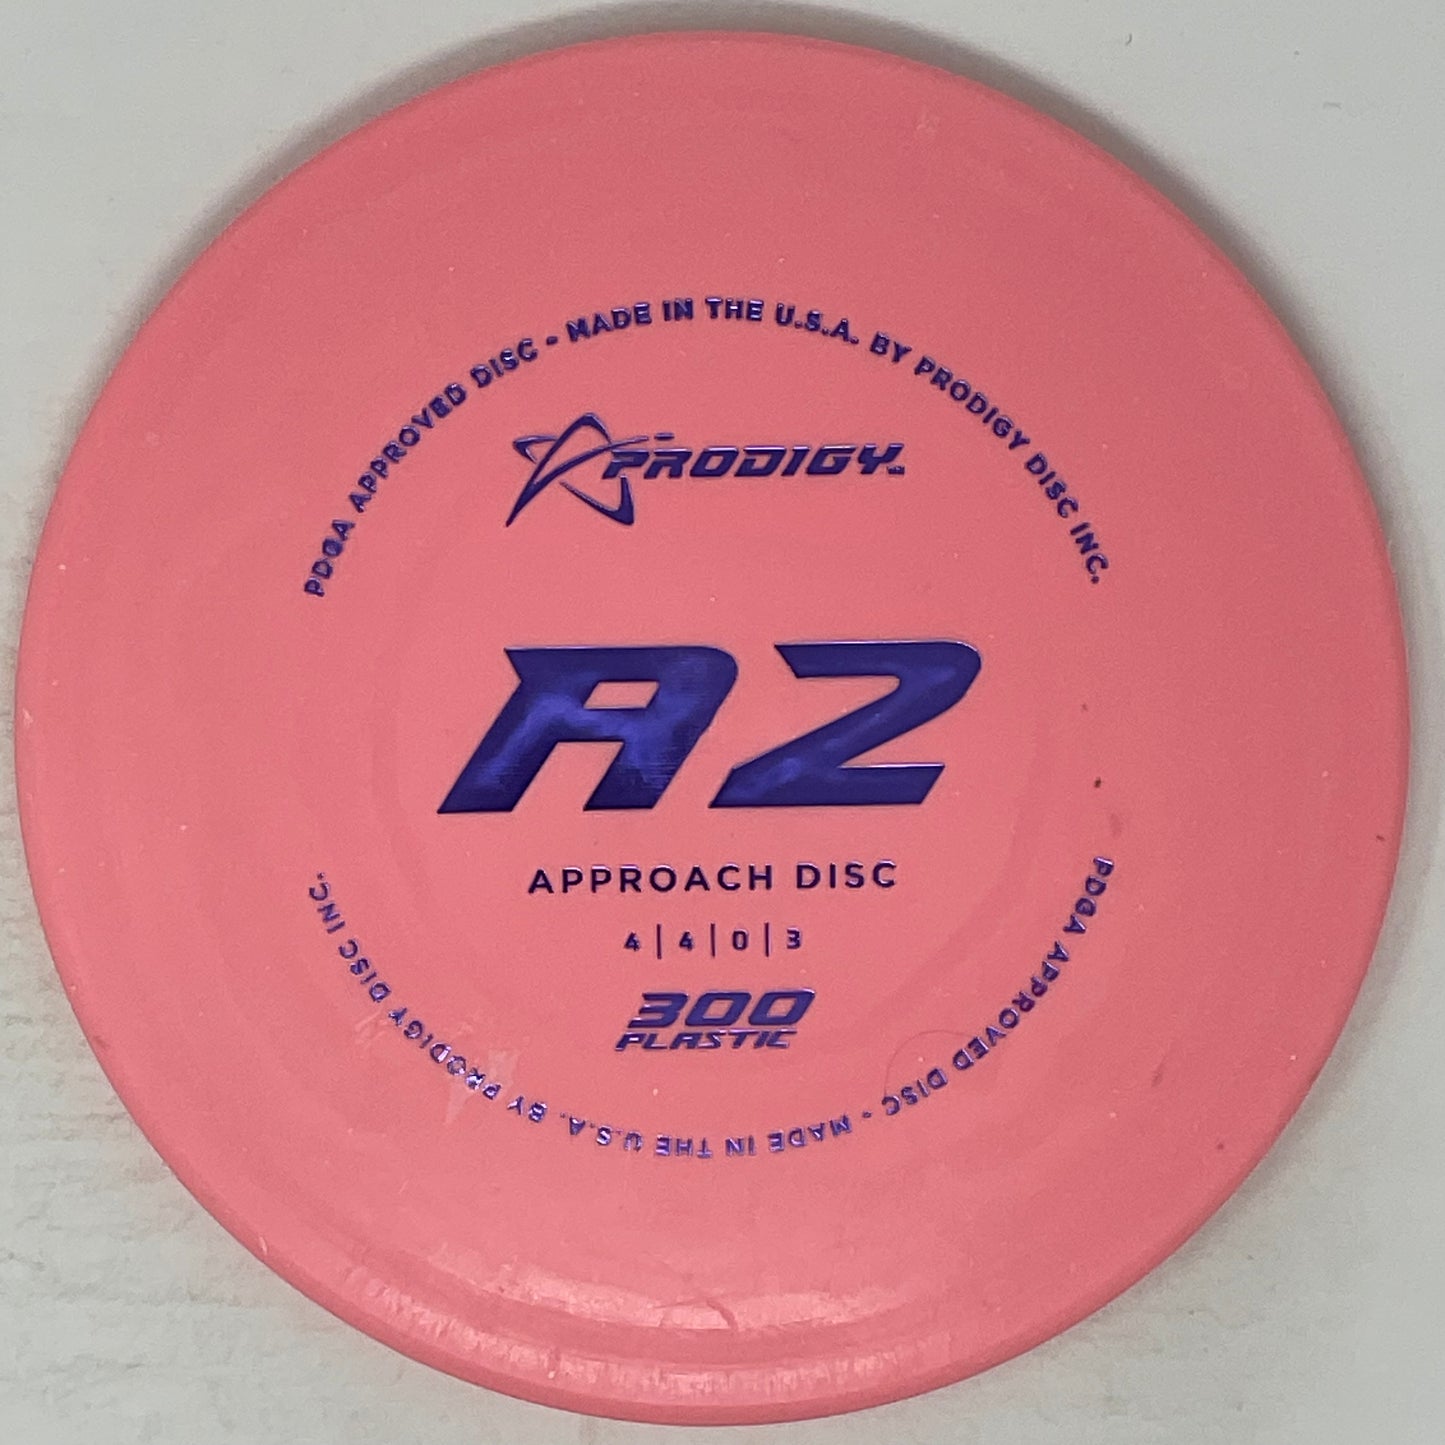 PDGA APPROVED DISC - MADE IN THE U.S.A. BY PRODIGY DISC INC.
PRODIGY
A2
APPROACH DISC
4 | 4 | 0 | 3
300
PLASTIC
PDGA APPROVED DISC - MADE IN THE U.S.A. BY PRODIGY DISC INC.